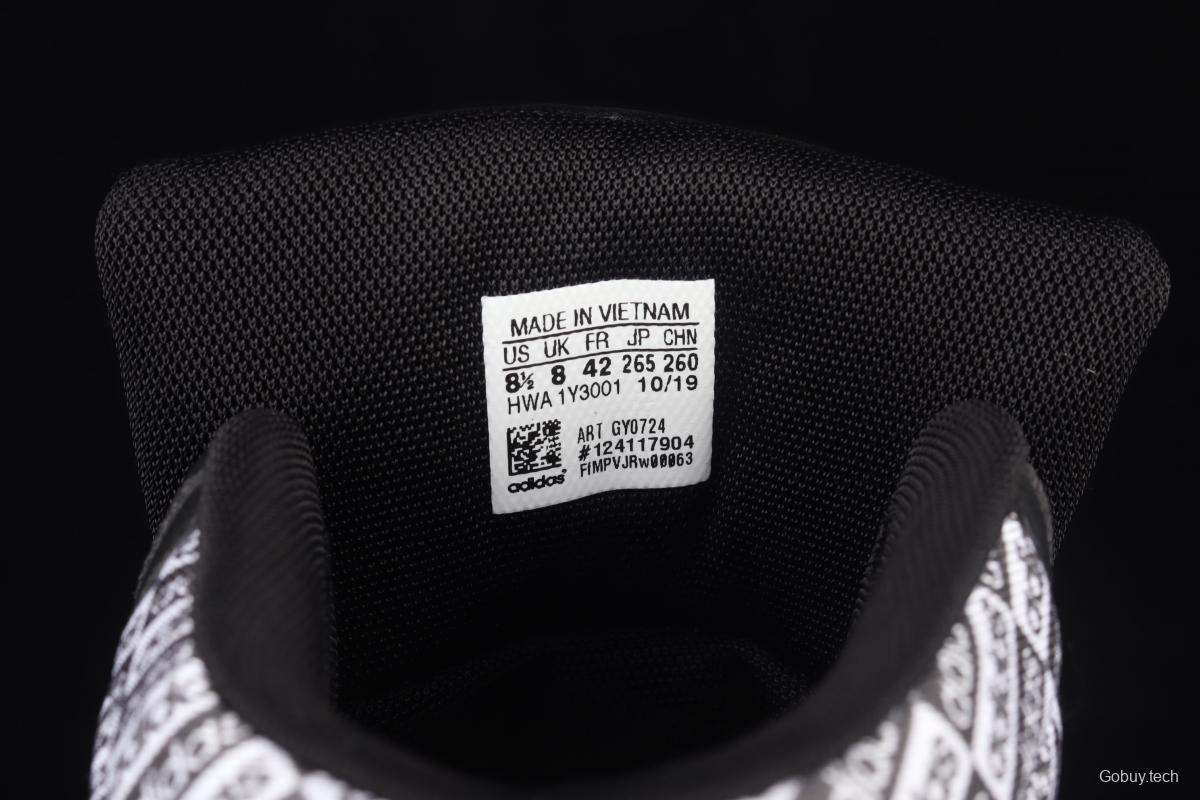 MADE IN VIETNAM
US UK FR JP CHN
8½ 8 42 265 260
HWA 1Y3001 10/19
ART GY0724
#124117904
FIMPVJRw00063
adidas
Gobuy.tech